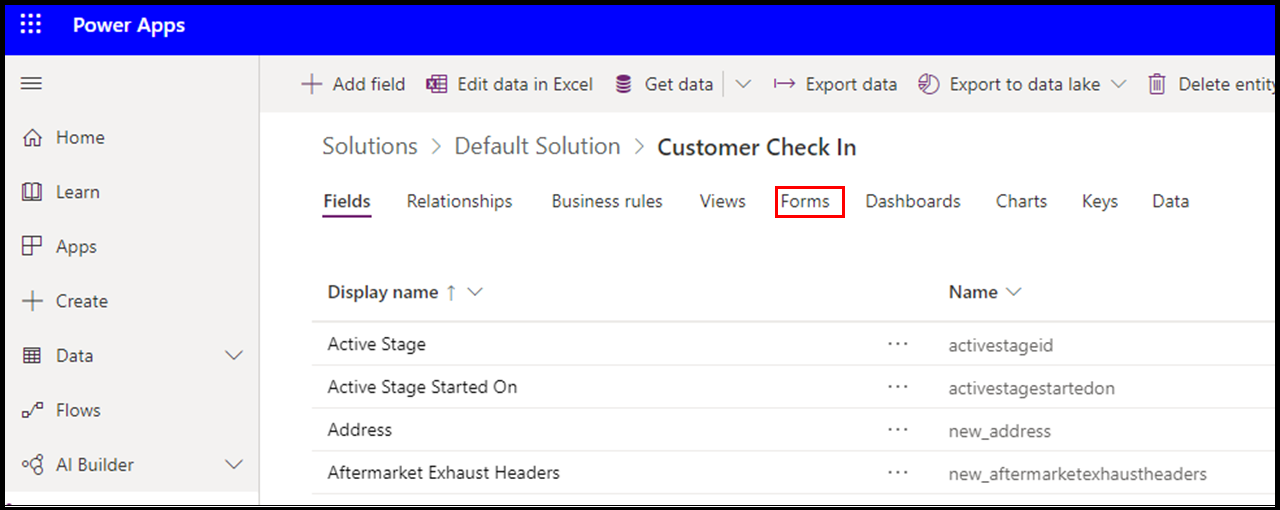 Power Apps
Add field Edit data in Excel Get data Export data Export to data lake Delete entity
Home
Learn
Apps
Create
Data
Flows
AI Builder
Solutions > Default Solution > Customer Check In
Fields Relationships Business rules Views Forms Dashboards Charts Keys Data
Display name ↑ Name
Active Stage ... activestageid
Active Stage Started On ... activestagestartedon
Address ... new_address
Aftermarket Exhaust Headers ... new_aftermarketexhaustheaders